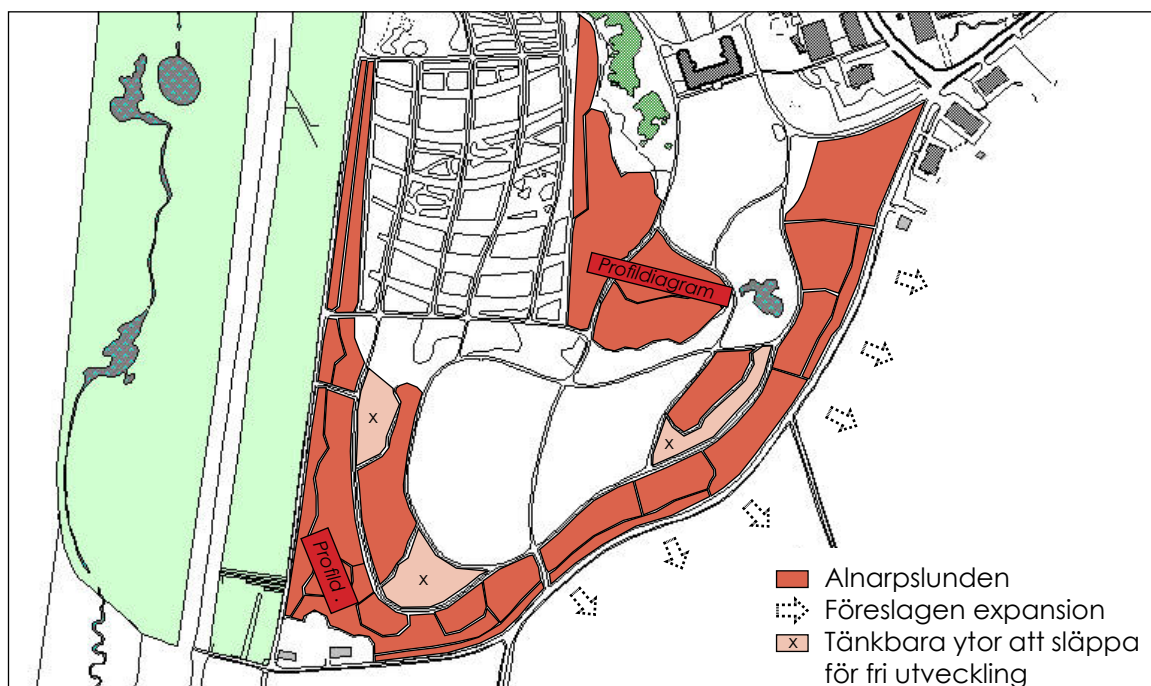 Profildiagram
x
x
Profild.
x
Alnarpslunden
Föreslagen expansion
x Tänkbara ytor att släppa
för fri utveckling